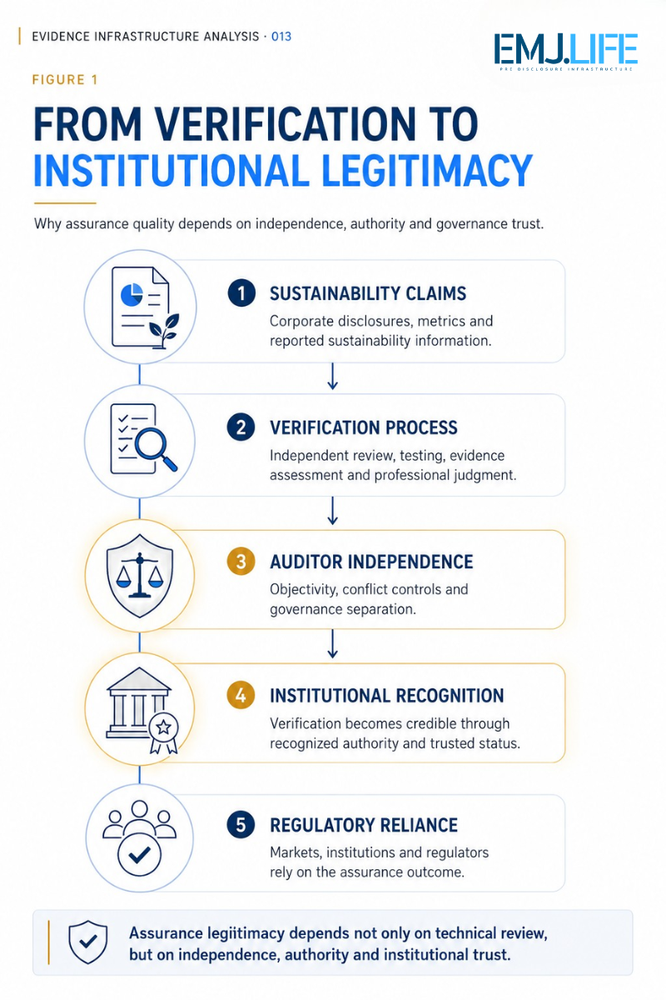 EVIDENCE INFRASTRUCTURE ANALYSIS · 013
EMJ.LIFE
PRE DISCLOSURE INFRASTRUCTURE
FIGURE 1
FROM VERIFICATION TO
INSTITUTIONAL LEGITIMACY
Why assurance quality depends on independence, authority and governance trust.
1 SUSTAINABILITY CLAIMS
Corporate disclosures, metrics and
reported sustainability information.
2 VERIFICATION PROCESS
Independent review, testing, evidence
assessment and professional judgment.
3 AUDITOR INDEPENDENCE
Objectivity, conflict controls and
governance separation.
4 INSTITUTIONAL RECOGNITION
Verification becomes credible through
recognized authority and trusted status.
5 REGULATORY RELIANCE
Markets, institutions and regulators
rely on the assurance outcome.
Assurance legiitimacy depends not only on technical review,
but on independence, authority and institutional trust.